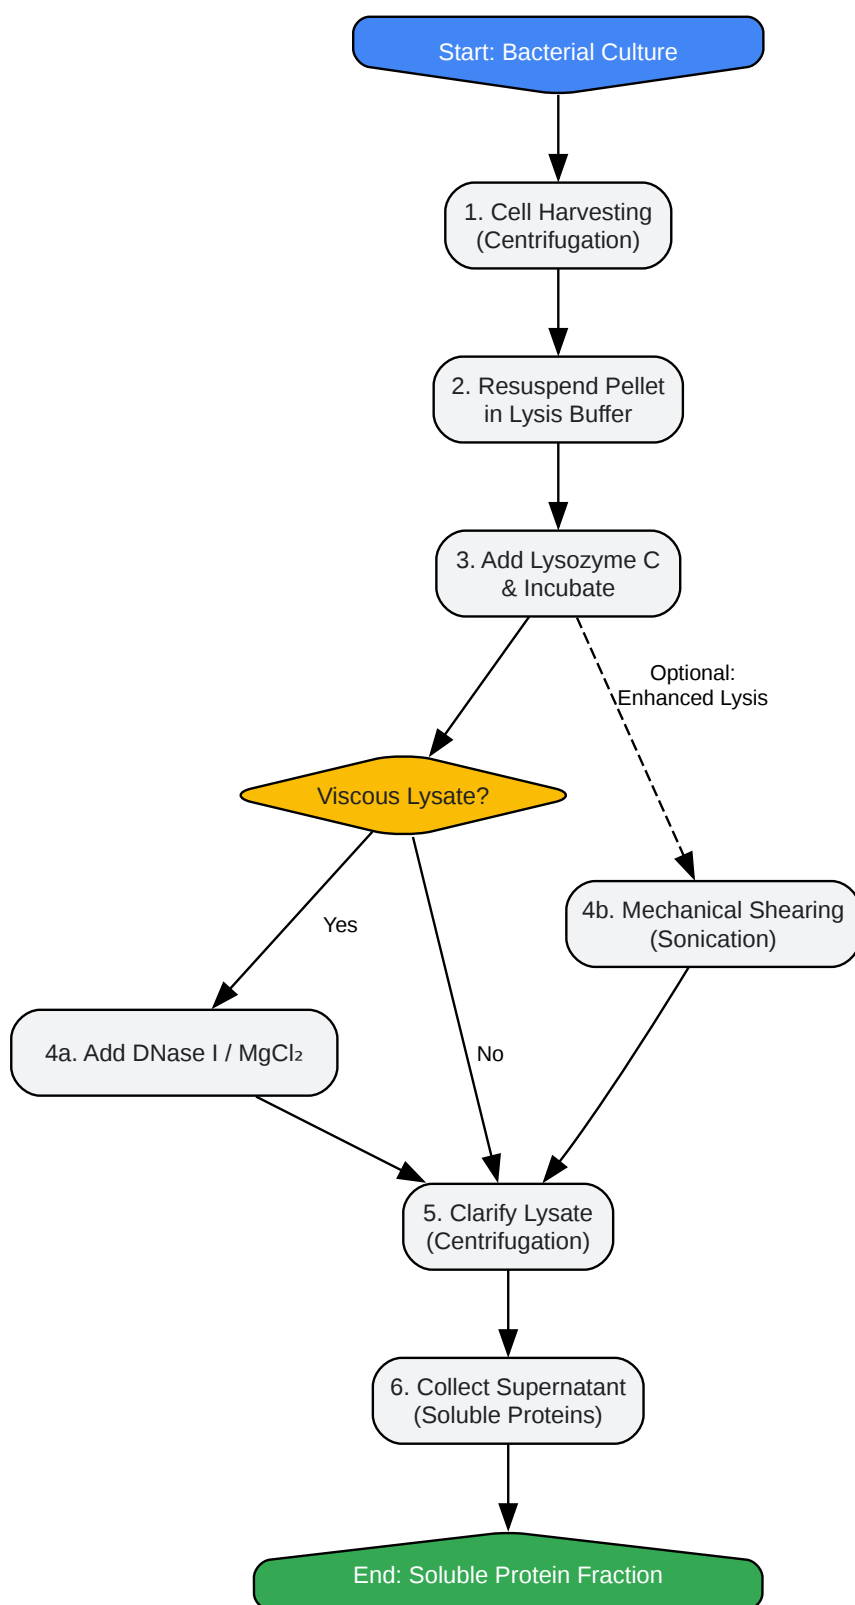 Start: Bacterial Culture
1. Cell Harvesting
(Centrifugation)
2. Resuspend Pellet
in Lysis Buffer
3. Add Lysozyme C
& Incubate
Optional:
Enhanced Lysis
Viscous Lysate?
4b. Mechanical Shearing
(Sonication)
Yes
4a. Add DNase I / MgCl₂
No
5. Clarify Lysate
(Centrifugation)
6. Collect Supernatant
(Soluble Proteins)
End: Soluble Protein Fraction